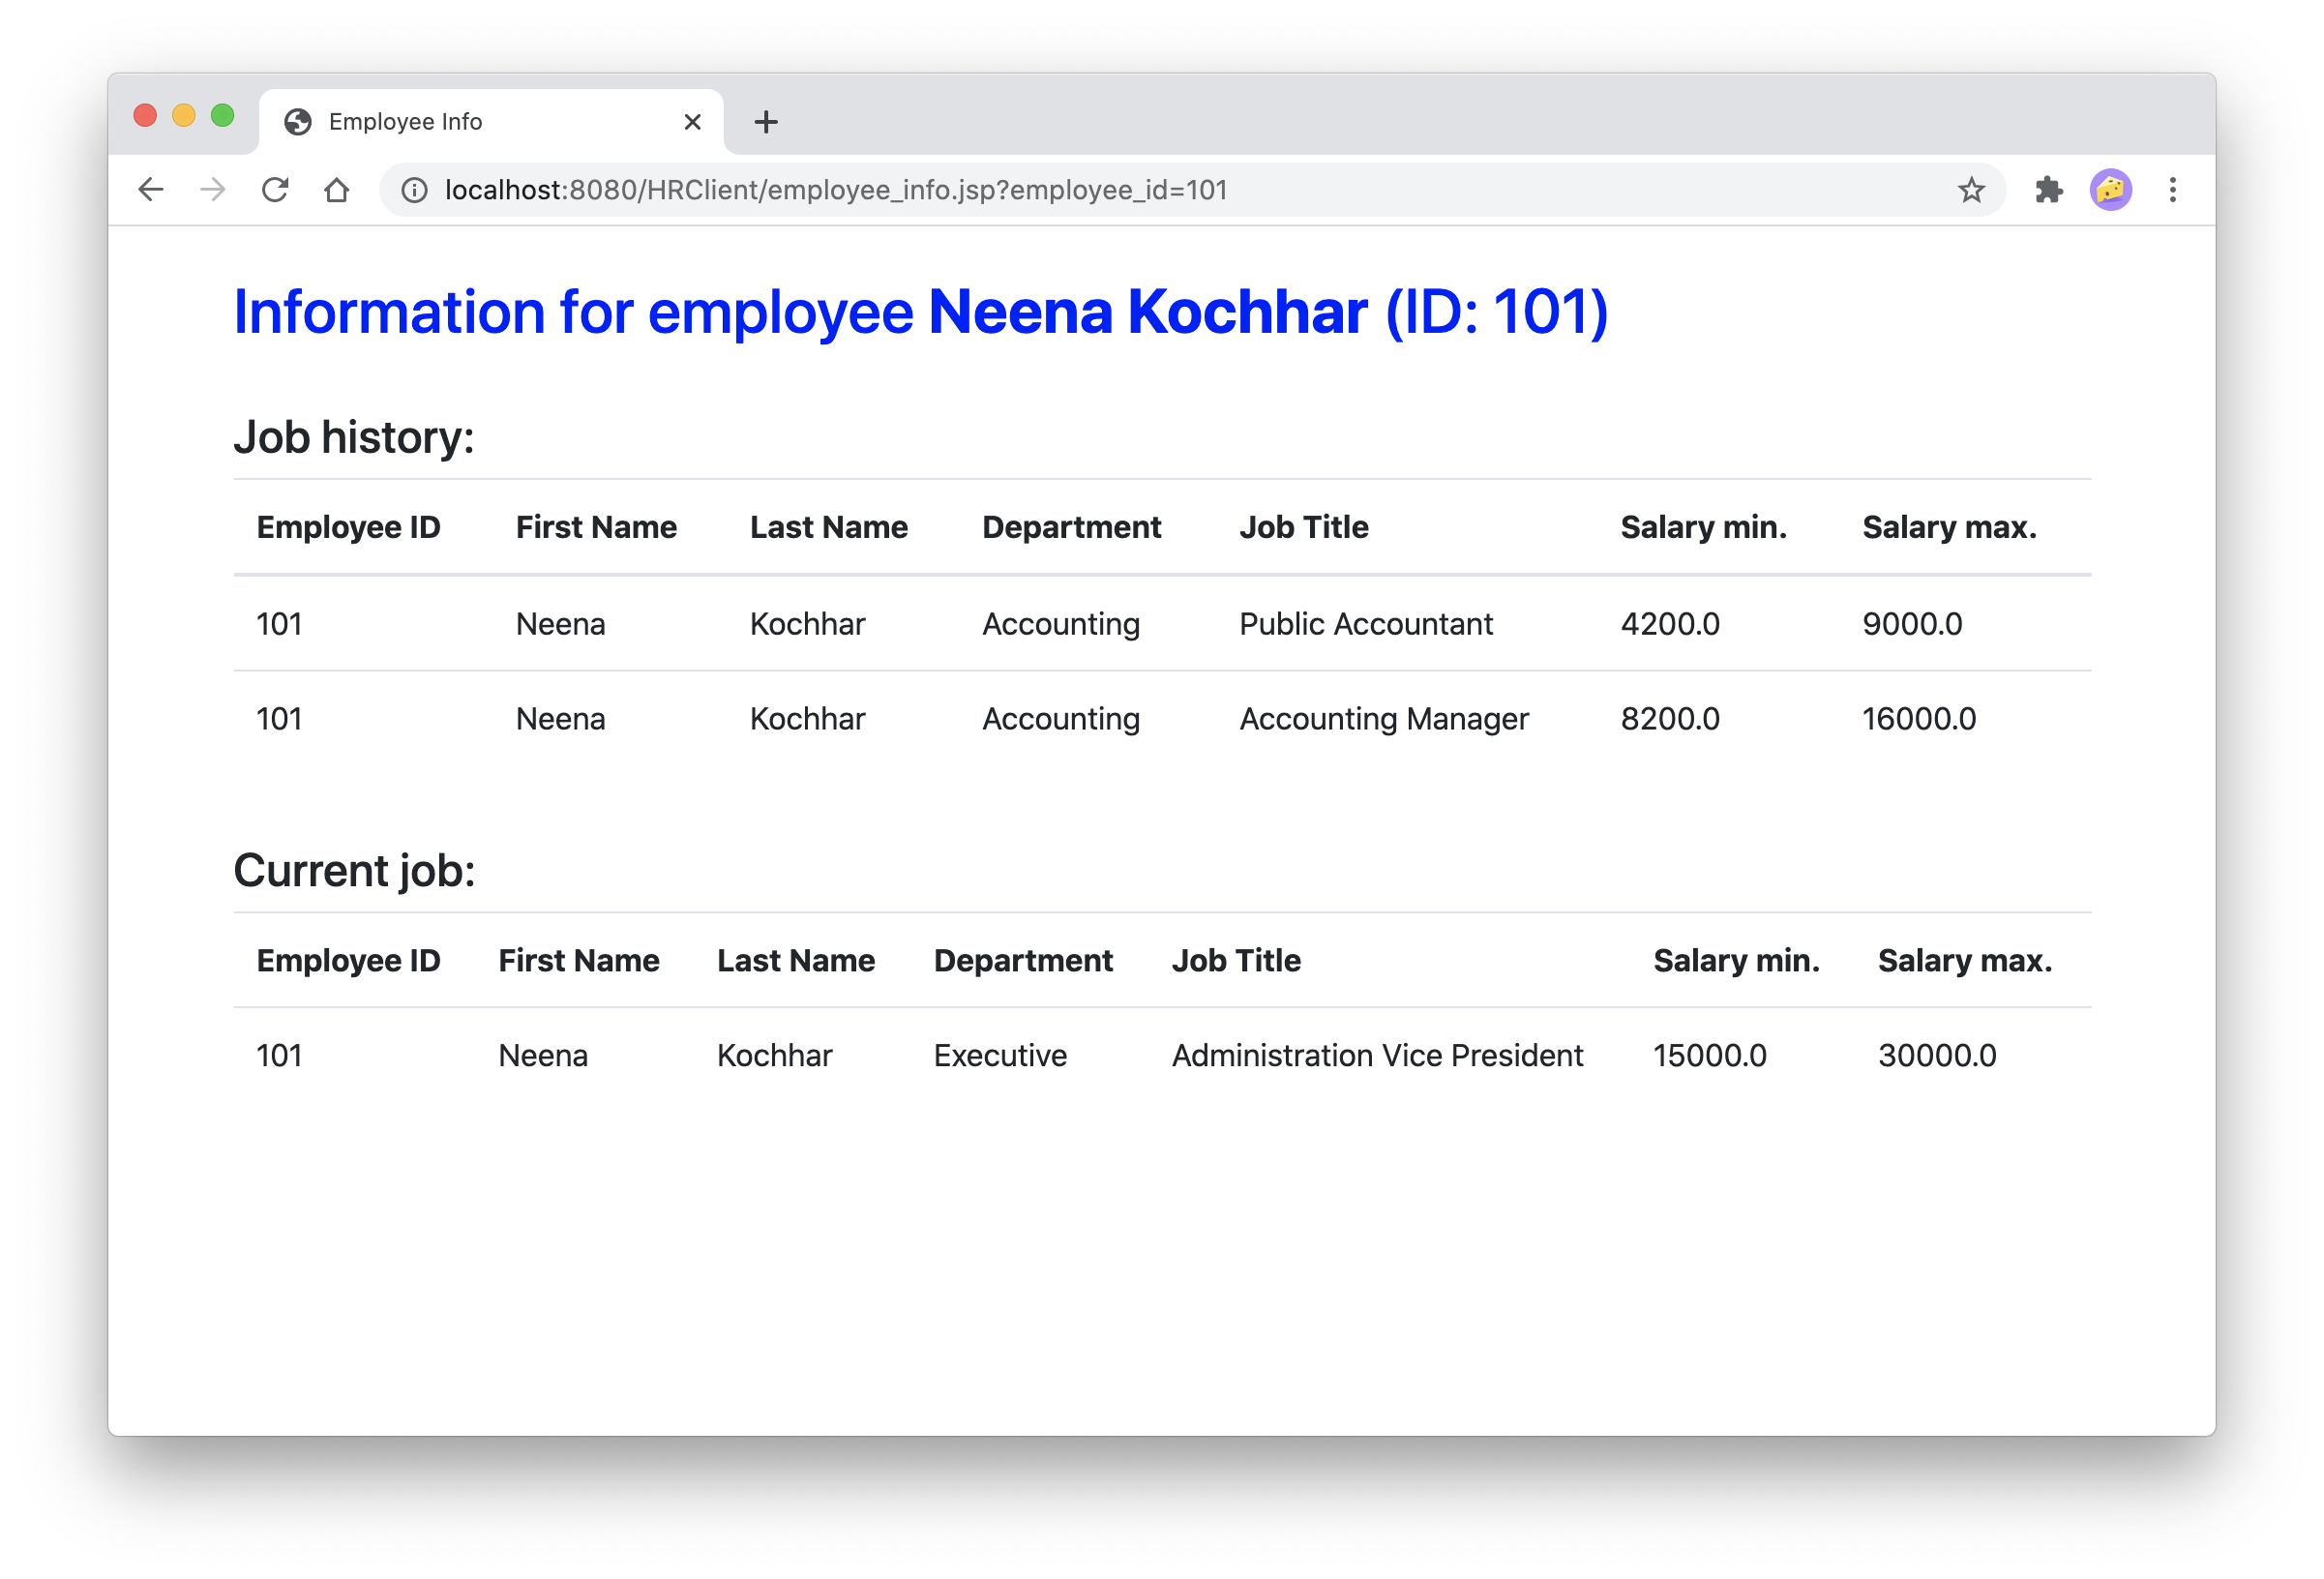 Employee Info
localhost:8080/HRClient/employee_info.jsp?employee_id=101
Information for employee Neena Kochhar (ID: 101)
Job history:
Employee ID First Name Last Name Department Job Title Salary min. Salary max.
101 Neena Kochhar Accounting Public Accountant 4200.0 9000.0
101 Neena Kochhar Accounting Accounting Manager 8200.0 16000.0
Current job:
Employee ID First Name Last Name Department Job Title Salary min. Salary max.
101 Neena Kochhar Executive Administration Vice President 15000.0 30000.0